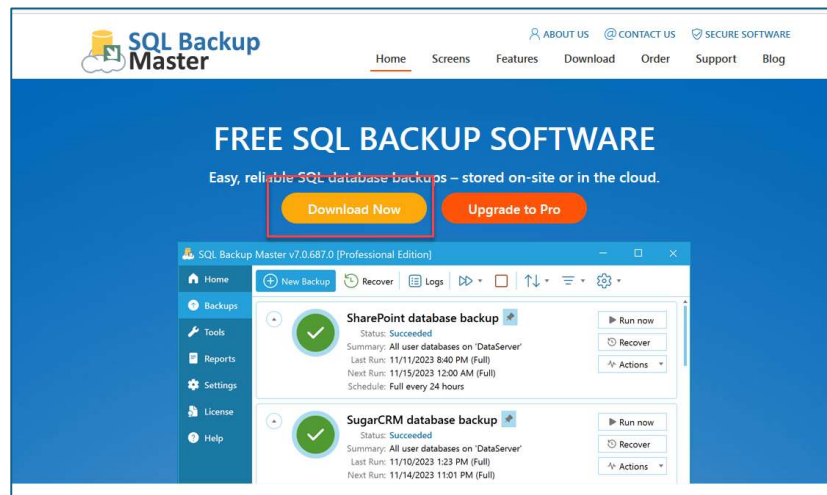 SQL Backup
Master
ABOUT US @ CONTACT US SECURE SOFTWARE
Home Screens Features Download Order Support Blog
FREE SQL BACKUP SOFTWARE
Easy, reliable SQL database backups – stored on-site or in the cloud.
Download Now Upgrade to Pro
SQL Backup Master v7.0.687.0 [Professional Edition]
Home New Backup Recover Logs
Backups
Tools
Reports
Settings
License
Help
SharePoint database backup
Status: Succeeded
Summary: All user databases on 'DataServer'
Last Run: 11/11/2023 8:40 PM (Full)
Next Run: 11/15/2023 12:00 AM (Full)
Schedule: Full every 24 hours
Run now
Recover
Actions
SugarCRM database backup
Status: Succeeded
Summary: All user databases on 'DataServer'
Last Run: 11/10/2023 1:23 PM (Full)
Next Run: 11/14/2023 11:01 PM (Full)
Run now
Recover
Actions